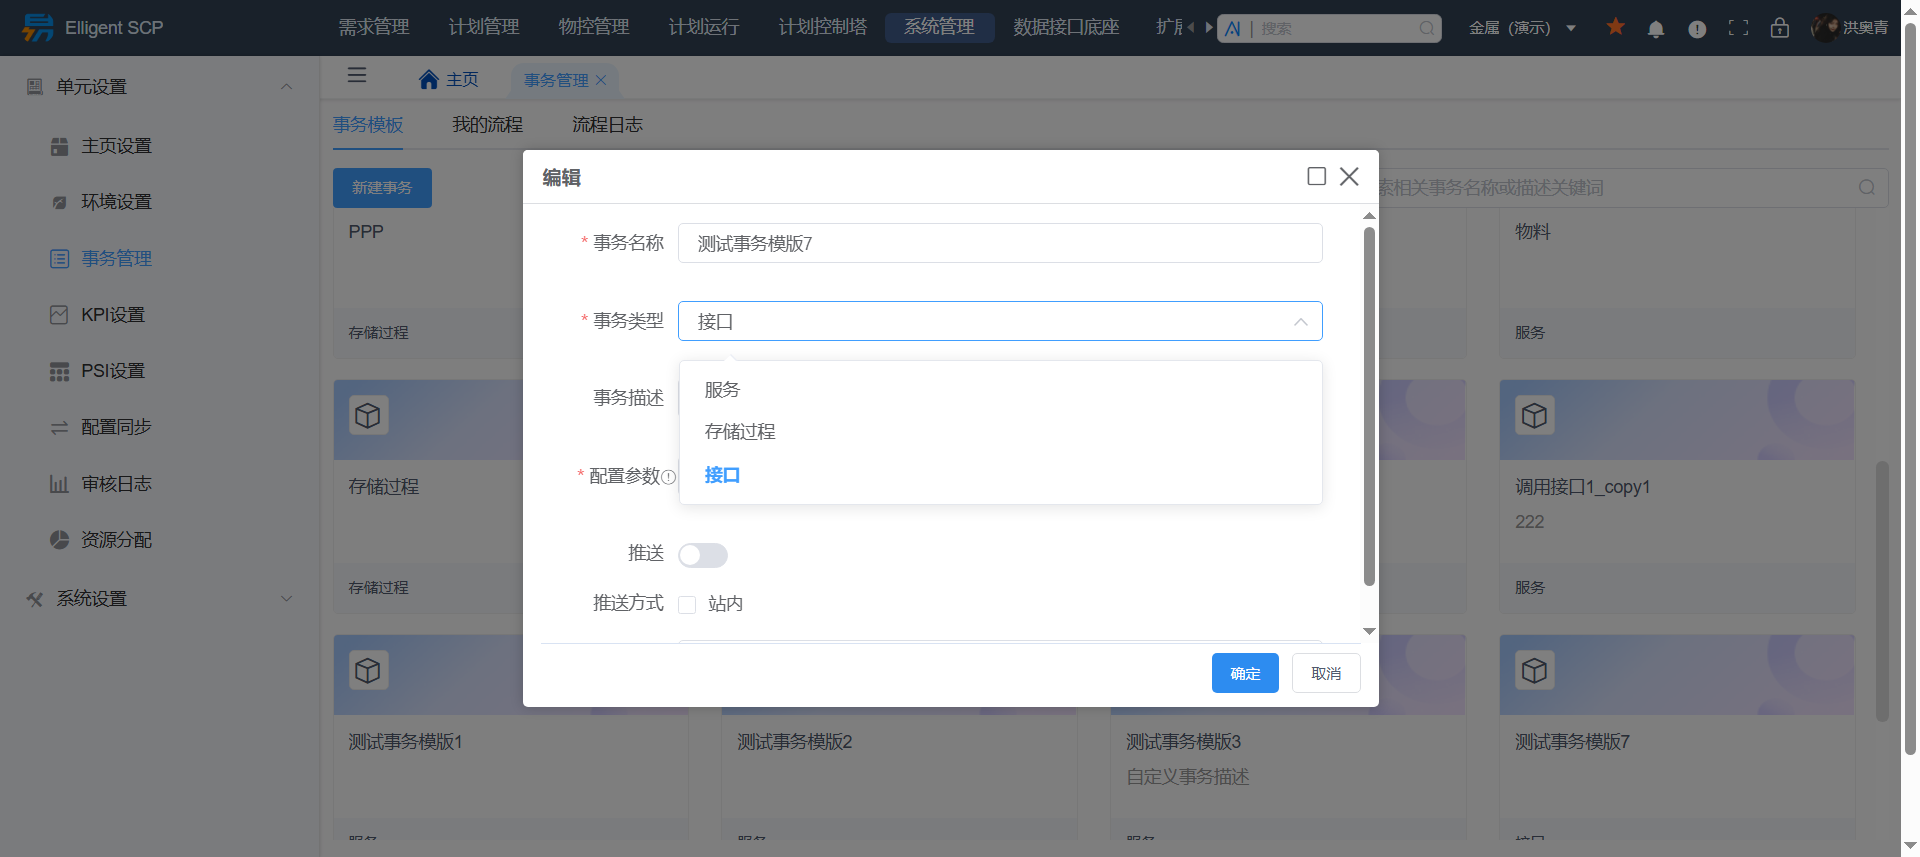 Elligent SCP
需求管理
计划管理
物控管理
计划运行
计划控制塔
系统管理
数据接口底座
AI
搜索
金属（演示）
洪奥青
单元设置
主页设置
环境设置
事务管理
KPI设置
PSI设置
配置同步
审核日志
资源分配
系统设置
主页
事务管理
事务模板
我的流程
流程日志
新建事务
索相关事务名称或描述关键词
PPP
存储过程
物料
服务
存储过程
存储过程
调用接口1_copy1
222
服务
测试事务模版1
测试事务模版2
测试事务模版3
自定义事务描述
测试事务模版7
编辑
* 事务名称
测试事务模版7
* 事务类型
接口
事务描述
服务
存储过程
接口
* 配置参数
推送
推送方式
站内
确定
取消